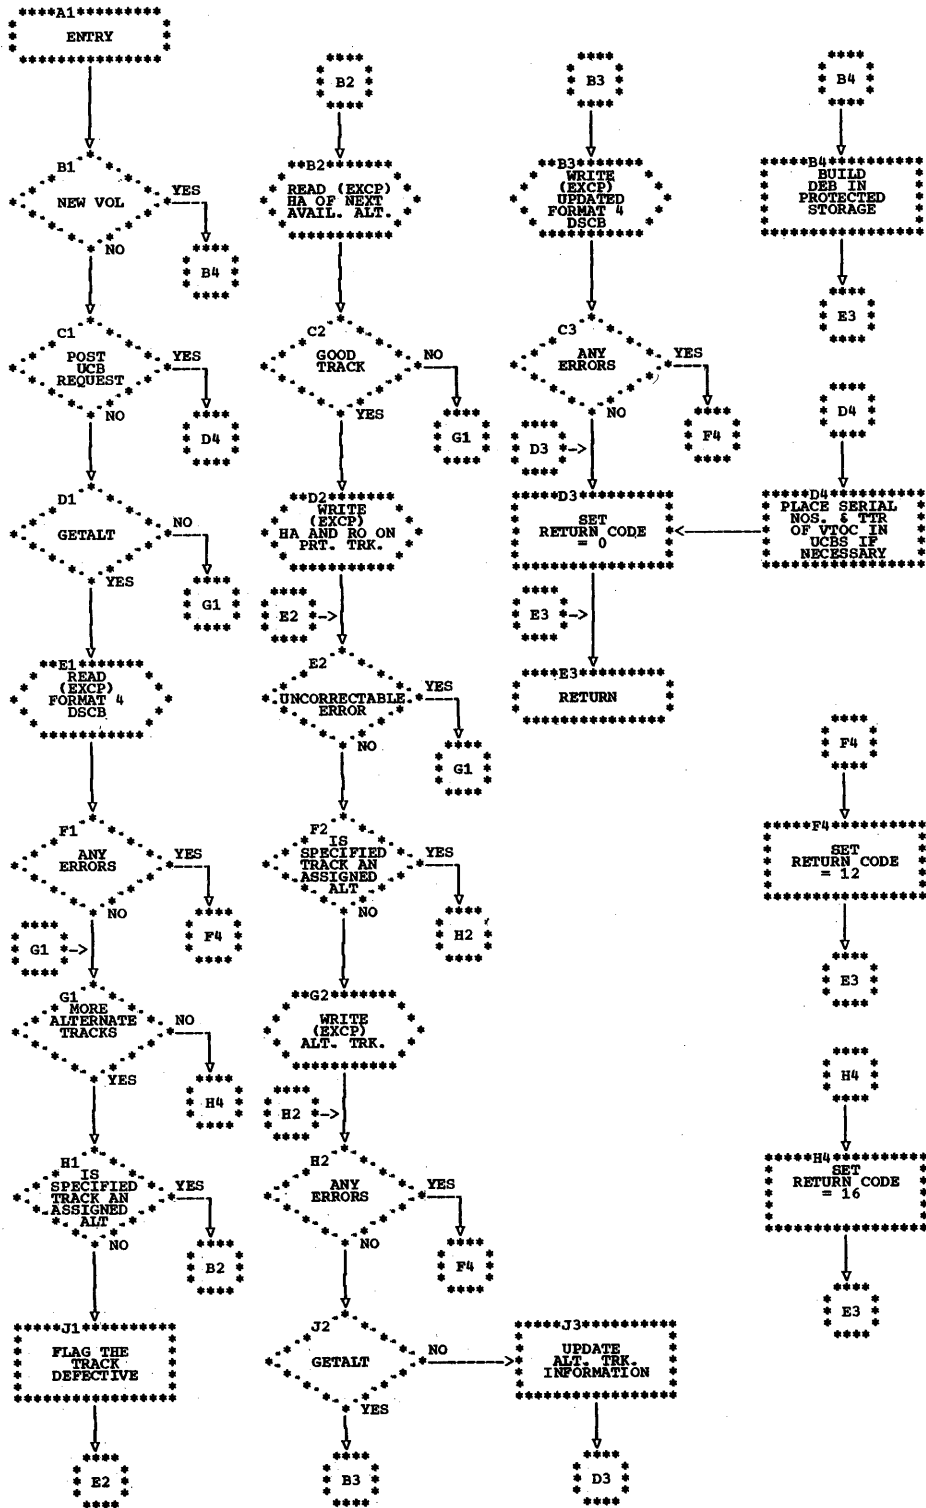 A1
ENTRY
B1
NEW VOL
YES
NO
B4
C1
POST
UCB
REQUEST
YES
NO
D4
D1
GETALT
NO
YES
G1
E1
READ
(EXCP)
FORMAT 4
DSCB
F1
ANY
ERRORS
YES
NO
F4
G1 ->
G1
MORE
ALTERNATE
TRACKS
NO
YES
H4
H1
IS
SPECIFIED
TRACK AN
ASSIGNED
ALT
YES
NO
B2
J1
FLAG THE
TRACK
DEFECTIVE
E2
B2
B2
READ (EXCP)
HA OF NEXT
AVAIL. ALT.
C2
GOOD
TRACK
NO
YES
G1
D2
WRITE
(EXCP)
HA AND RO ON
PRT. TRK.
E2 ->
E2
UNCORRECTABLE
ERROR
YES
NO
G1
F2
IS
SPECIFIED
TRACK AN
ASSIGNED
ALT
YES
NO
H2
G2
WRITE
(EXCP)
ALT. TRK.
H2 ->
H2
ANY
ERRORS
YES
NO
F4
J2
GETALT
NO
YES
B3
B3
B3
WRITE
(EXCP)
UPDATED
FORMAT 4
DSCB
C3
ANY
ERRORS
YES
NO
F4
D3 ->
D3
SET
RETURN CODE
= 0
E3 ->
E3
RETURN
J3
UPDATE
ALT. TRK.
INFORMATION
D3
B4
B4
BUILD
DEB IN
PROTECTED
STORAGE
E3
D4
D4
PLACE SERIAL
NOS. & TTR
OF VTOC IN
UCBS IF
NECESSARY
F4
F4
SET
RETURN CODE
= 12
E3
H4
H4
SET
RETURN CODE
= 16
E3